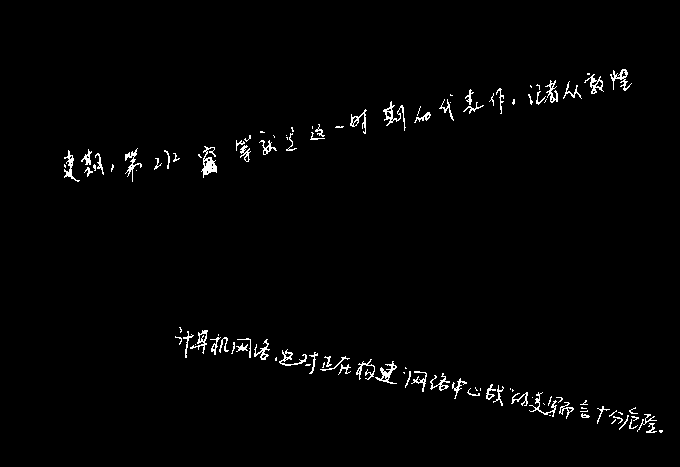 建期,第272窟等就是这一时期的代表作。记者从敦煌
计算机网络,这对正在构建“网络中心战”的美军而言十分危险。